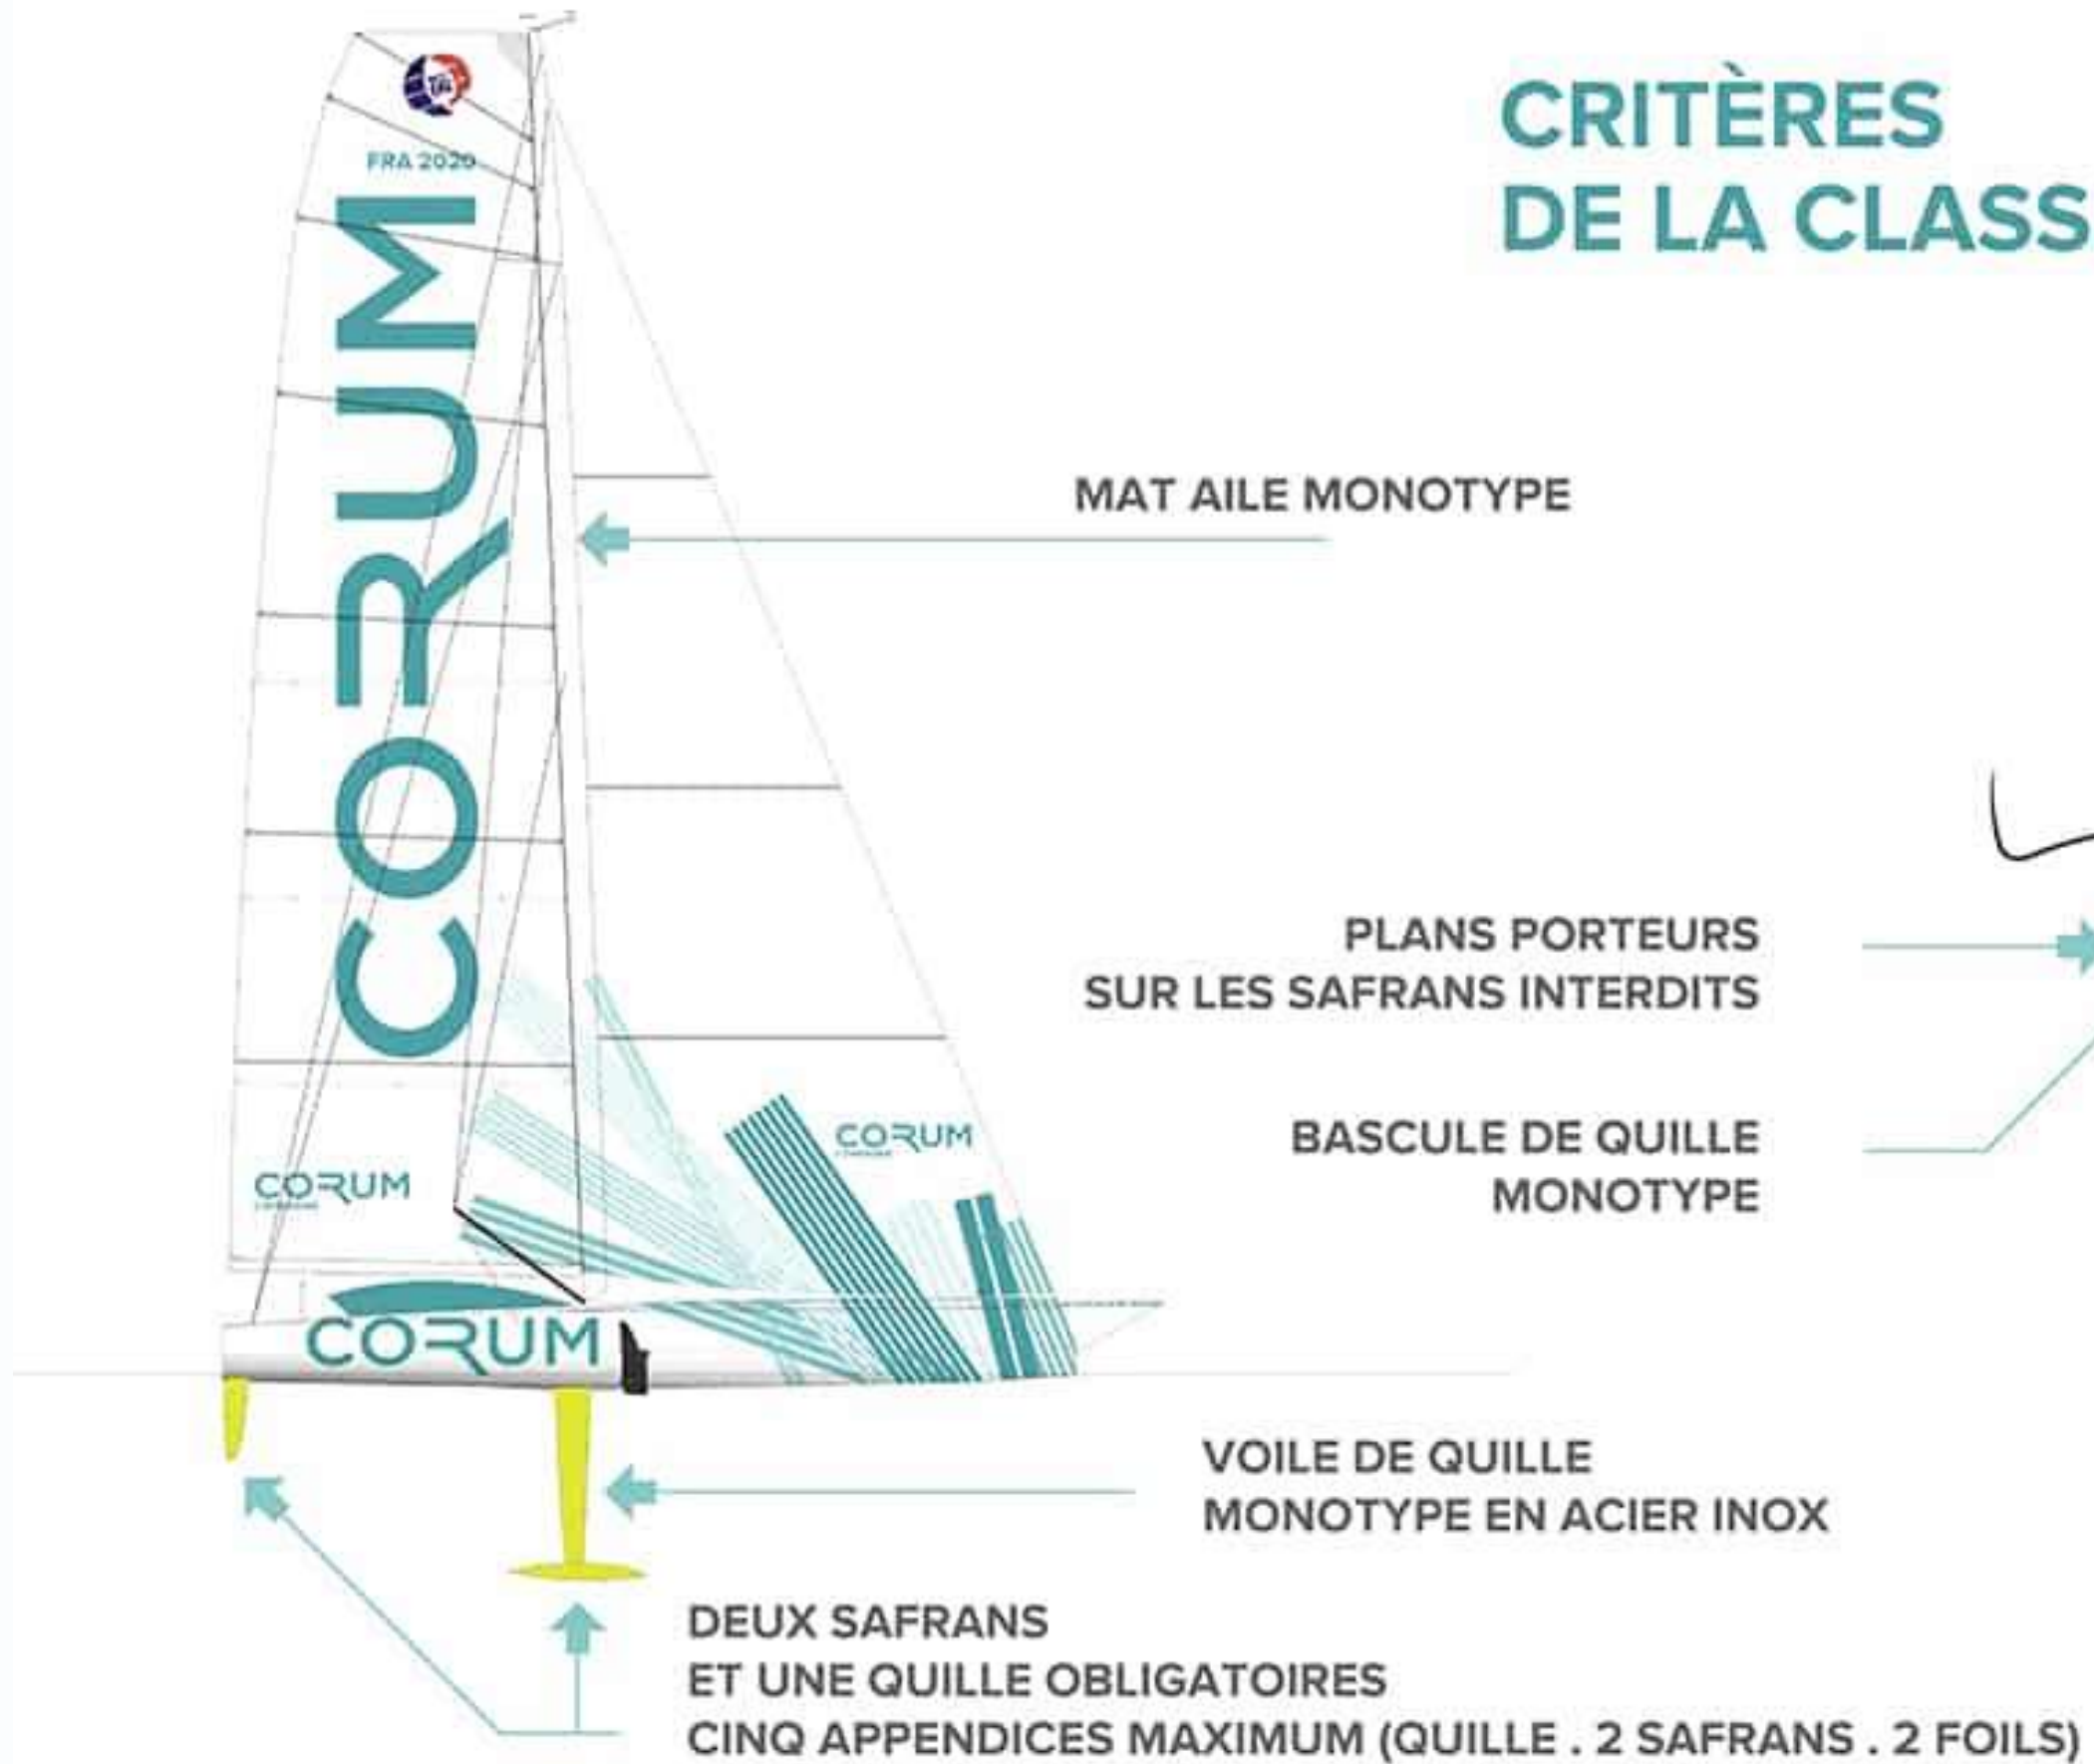 CRITÈRES
DE LA CLASS
FRA 2020
CORUM
MAT AILE MONOTYPE
PLANS PORTEURS
SUR LES SAFRANS INTERDITS
BASCULE DE QUILLE
MONOTYPE
CORUM
CORUM
CORUM
VOILE DE QUILLE
MONOTYPE EN ACIER INOX
DEUX SAFRANS
ET UNE QUILLE OBLIGATOIRES
CINQ APPENDICES MAXIMUM (QUILLE . 2 SAFRANS . 2 FOILS)